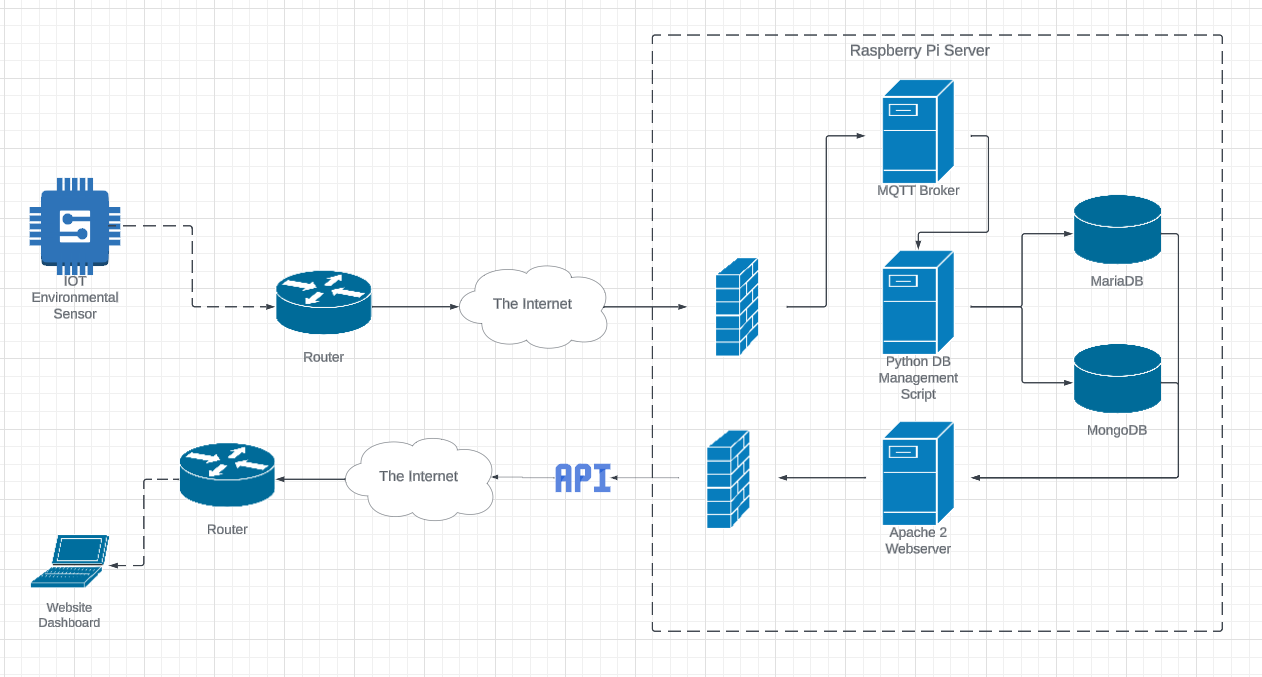 Raspberry Pi Server
MQTT Broker
IOT
Environmental
Sensor
Router
The Internet
Python DB
Management
Script
MariaDB
MongoDB
Router
The Internet
API
Apache 2
Webserver
Website
Dashboard